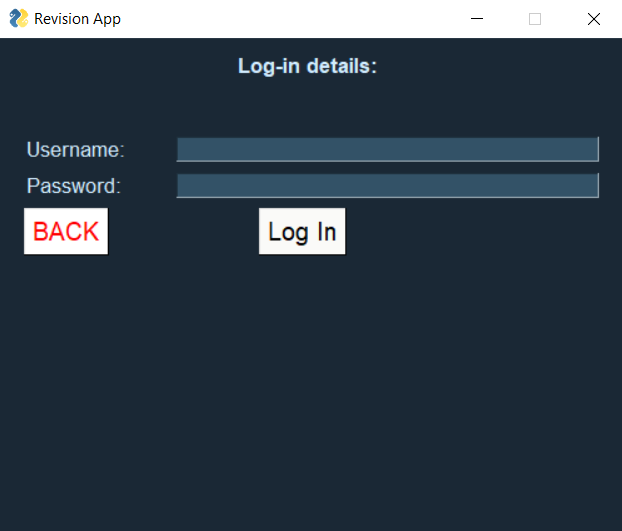 Revision App
Log-in details:
Username:
Password:
BACK Log In